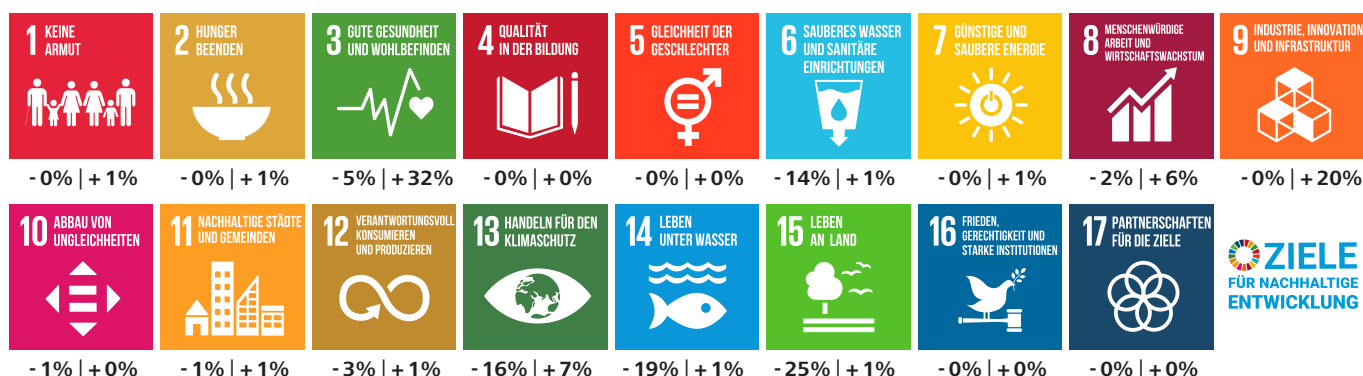 1 KEINE
ARMUT
2 HUNGER
BEENDEN
3 GUTE GESUNDHEIT
UND WOHLBEFINDEN
4 QUALITÄT
IN DER BILDUNG
5 GLEICHHEIT DER
GESCHLECHTER
6 SAUBERES WASSER
UND SANITÄRE
EINRICHTUNGEN
7 GÜNSTIGE UND
SAUBERE ENERGIE
8 MENSCHENWÜRDIGE
ARBEIT UND
WIRTSCHAFTSWACHSTUM
9 INDUSTRIE, INNOVATION
UND INFRASTRUKTUR
- 0% | + 1%
- 0% | + 1%
- 5% | + 32%
- 0% | + 0%
- 0% | + 0%
- 14% | + 1%
- 0% | + 1%
- 2% | + 6%
- 0% | + 20%
10 ABBAU VON
UNGLEICHHEITEN
11 NACHHALTIGE STÄDTE
UND GEMEINDEN
12 VERANTWORTUNGSVOLL
KONSUMIEREN
UND PRODUZIEREN
13 HANDELN FÜR DEN
KLIMASCHUTZ
14 LEBEN
UNTER WASSER
15 LEBEN
AN LAND
16 FRIEDEN,
GERECHTIGKEIT UND
STARKE INSTITUTIONEN
17 PARTNERSCHAFTEN
FÜR DIE ZIELE
ZIELE
FÜR NACHHALTIGE
ENTWICKLUNG
- 1% | + 0%
- 1% | + 1%
- 3% | + 1%
- 16% | + 7%
- 19% | + 1%
- 25% | + 1%
- 0% | + 0%
- 0% | + 0%